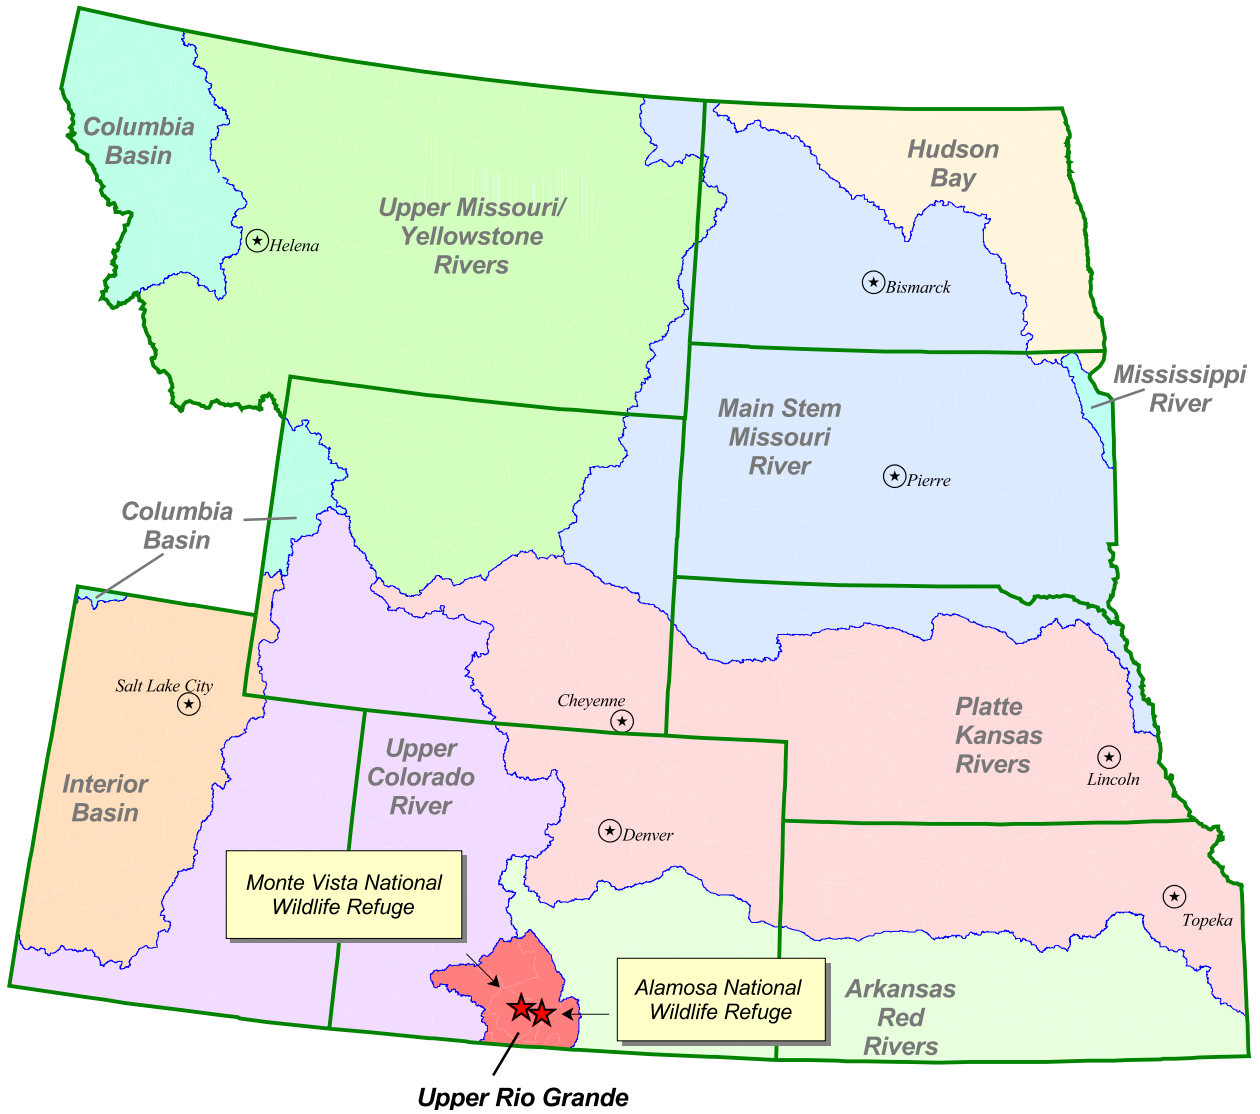 Columbia
Basin
Hudson
Bay
Upper Missouri/
Yellowstone
Rivers
Helena
Bismarck
Mississippi
River
Main Stem
Missouri
River
Pierre
Columbia
Basin
Salt Lake City
Cheyenne
Platte
Kansas
Rivers
Upper
Colorado
River
Lincoln
Interior
Basin
Denver
Monte Vista National
Wildlife Refuge
Topeka
Alamosa National
Wildlife Refuge
Arkansas
Red
Rivers
Upper Rio Grande